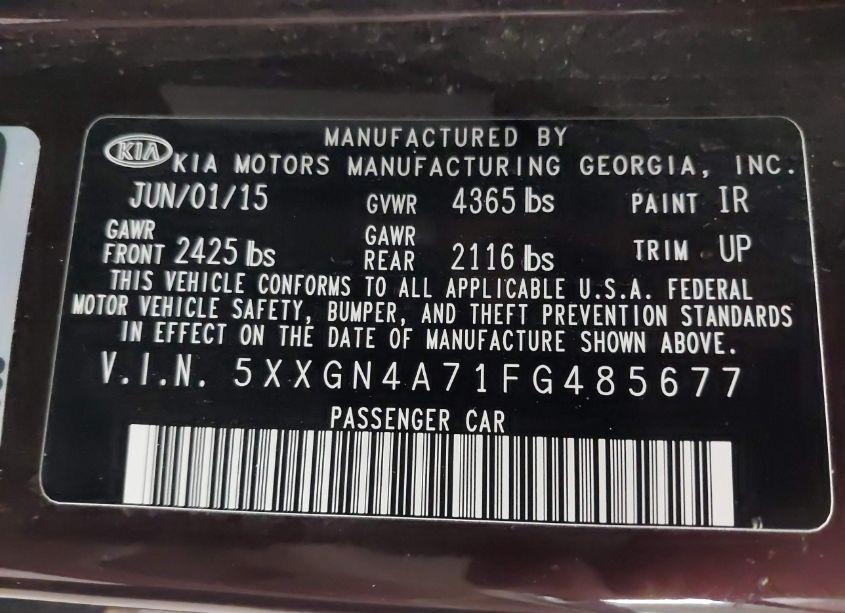 MANUFACTURED BY
KIA KIA MOTORS MANUFACTURING GEORGIA, INC.
JUN/01/15 GVWR 4365 lbs PAINT IR
GAWR FRONT 2425 lbs GAWR REAR 2116 lbs TRIM UP
THIS VEHICLE CONFORMS TO ALL APPLICABLE U.S.A. FEDERAL
MOTOR VEHICLE SAFETY, BUMPER, AND THEFT PREVENTION STANDARDS
IN EFFECT ON THE DATE OF MANUFACTURE SHOWN ABOVE.
V.I.N. 5XXGN4A71FG485677
PASSENGER CAR